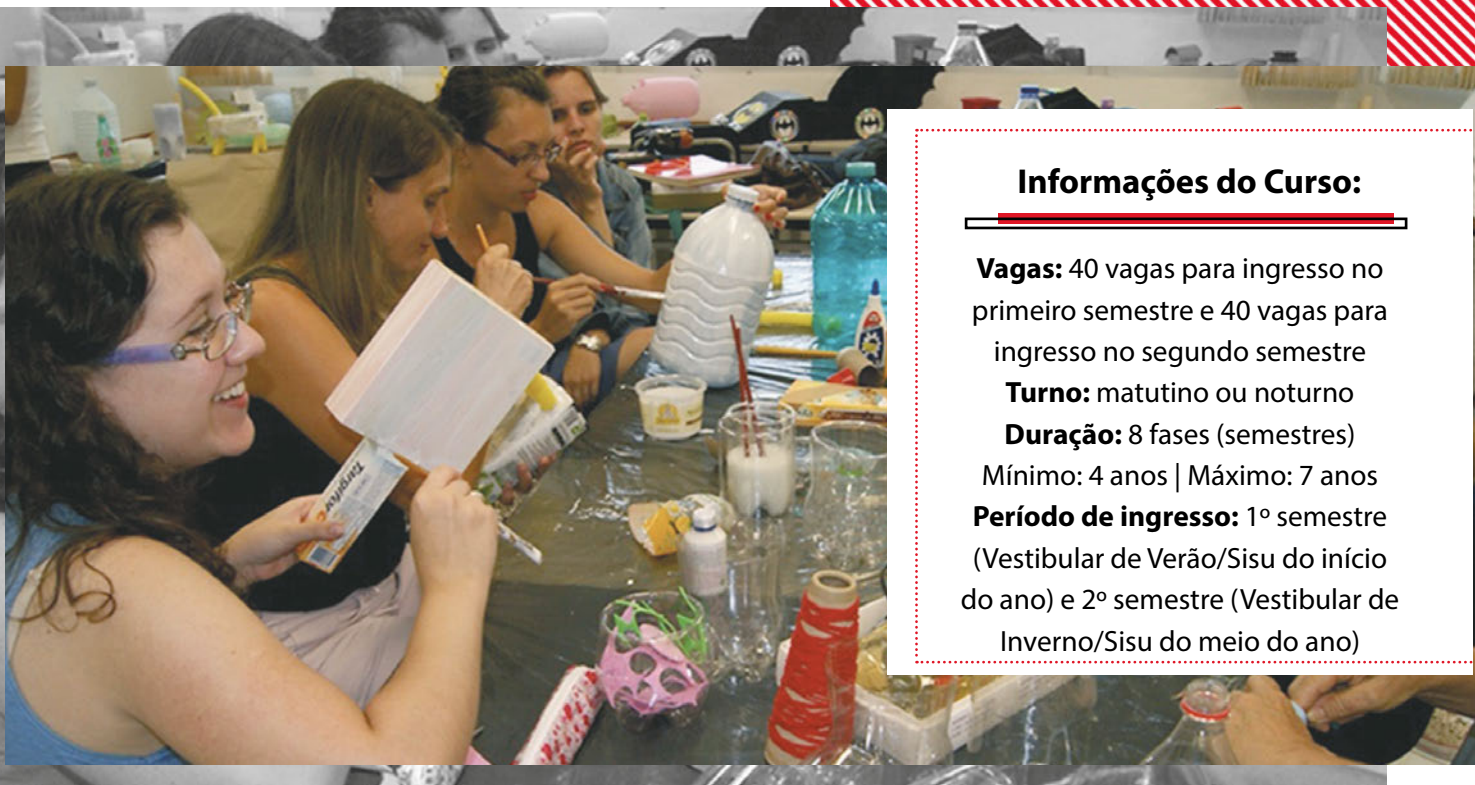 Informações do Curso:
Vagas: 40 vagas para ingresso no
primeiro semestre e 40 vagas para
ingresso no segundo semestre
Turno: matutino ou noturno
Duração: 8 fases (semestres)
Mínimo: 4 anos | Máximo: 7 anos
Período de ingresso: 1º semestre
(Vestibular de Verão/Sisu do início
do ano) e 2º semestre (Vestibular de
Inverno/Sisu do meio do ano)